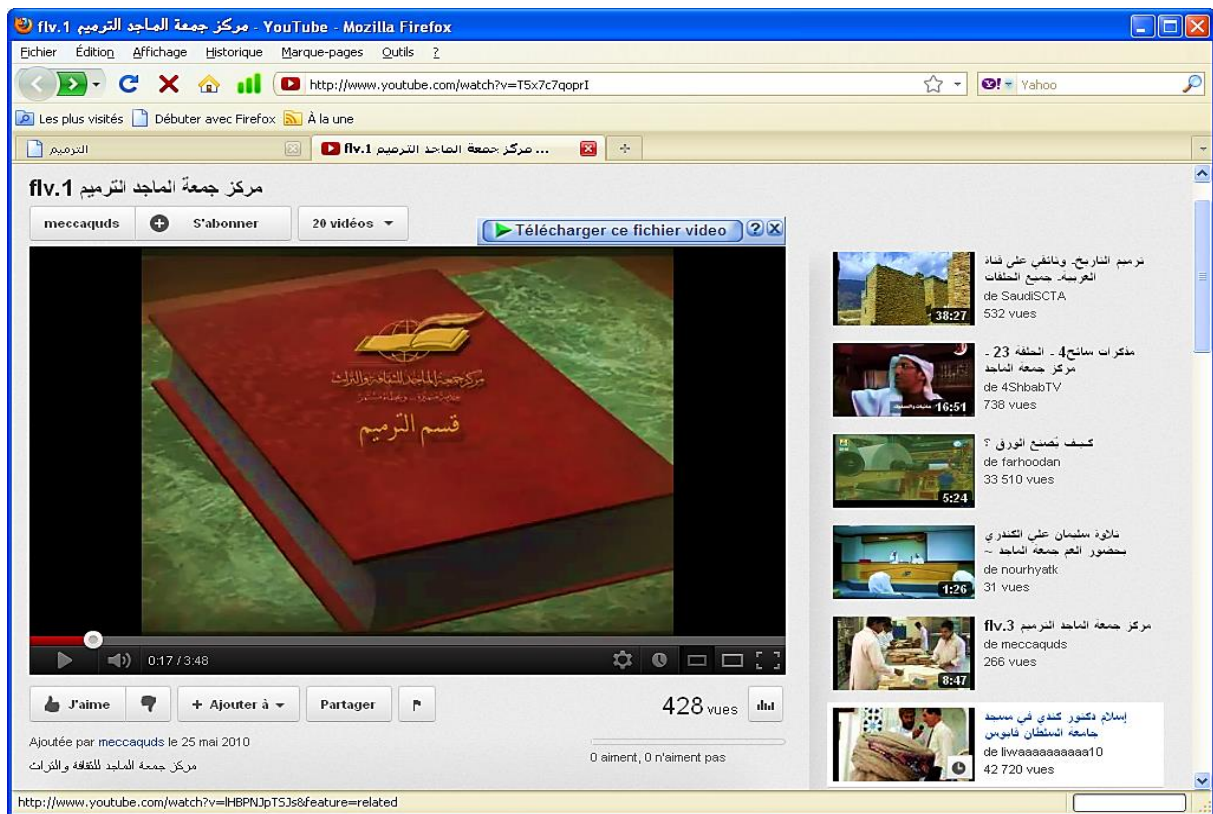 مركز جمعة الماجد الترميم flv.1 - YouTube - Mozilla Firefox
Fichier Édition Affichage Historique Marque-pages Outils ?
http://www.youtube.com/watch?v=T5x7c7qoprI
Yahoo
Les plus visités Débuter avec Firefox À la une
الترميم
مركز جمعة الماجد الترميم flv.1 ...
مركز جمعة الماجد الترميم flv.1
meccaquds S'abonner 20 vidéos
Télécharger ce fichier video
مركز جمعة الماجد للثقافة والتراث
قسم الترميم
0:17 / 3:48
J'aime
+ Ajouter à
Partager
428 vues
Ajoutée par meccaquds le 25 mai 2010
0 aiment, 0 n'aiment pas
مركز جمعة الماجد للثقافة والتراث
ترميم التاريخ- وثائقي على قناة
العربية- جميع الحلقات
de SaudiSCTA
38:27
532 vues
مذكرات سائح4 - الحلقة 23 -
مركز جمعة الماجد
de 4ShbabTV
16:51
738 vues
كيف يُصنع الورق ؟
de farhoodan
33 510 vues
5:24
تلاوة سليمان علي الكندري
بحضور العم جمعة الماجد ~
de nourhyatk
1:26
31 vues
مركز جمعة الماجد الترميم flv.3
de meccaquds
266 vues
8:47
إسلام دكتور كندي في مسجد
جامعة السلطان قابوس
de liwaaaaaaaaaa10
42 720 vues
http://www.youtube.com/watch?v=lHBPNJpTSJs&feature=related